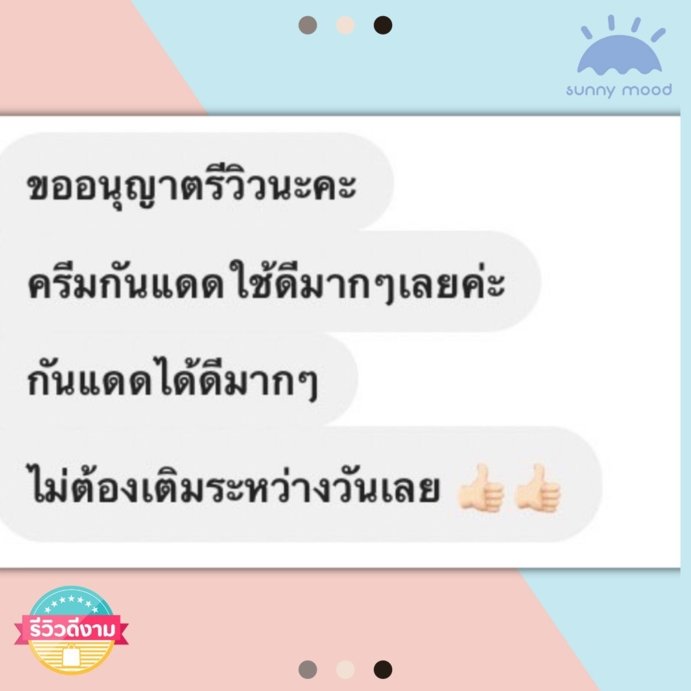 sunny mood
ขออนุญาตรีวิวนะคะ
ครีมกันแดด ใช้ดีมากๆเลยค่ะ
กันแดดได้ดีมากๆ
ไม่ต้องเติมระหว่างวันเลย 👍🏻👍🏻
รีวิวดีงาม